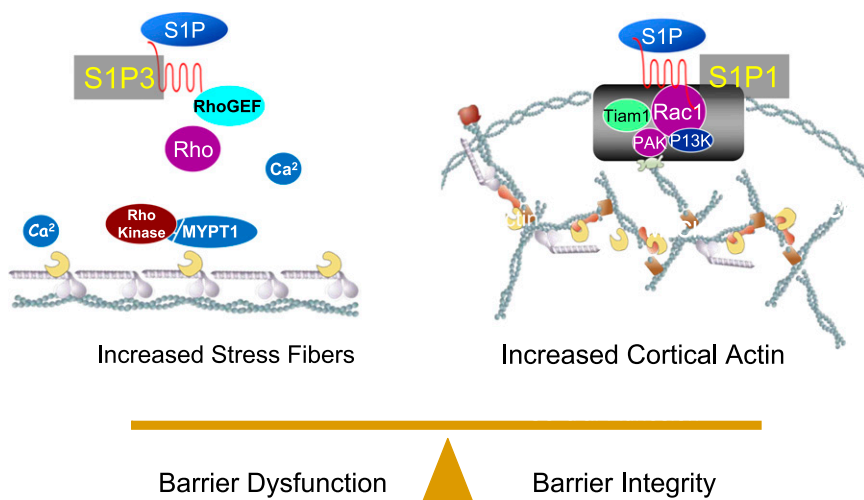 S1P
S1P3
RhoGEF
Rho
Ca2
Ca2
Rho
Kinase
MYPT1
Increased Stress Fibers
S1P
S1P1
Tiam1
Rac1
PAK
P13K
Increased Cortical Actin
Barrier Dysfunction
Barrier Integrity